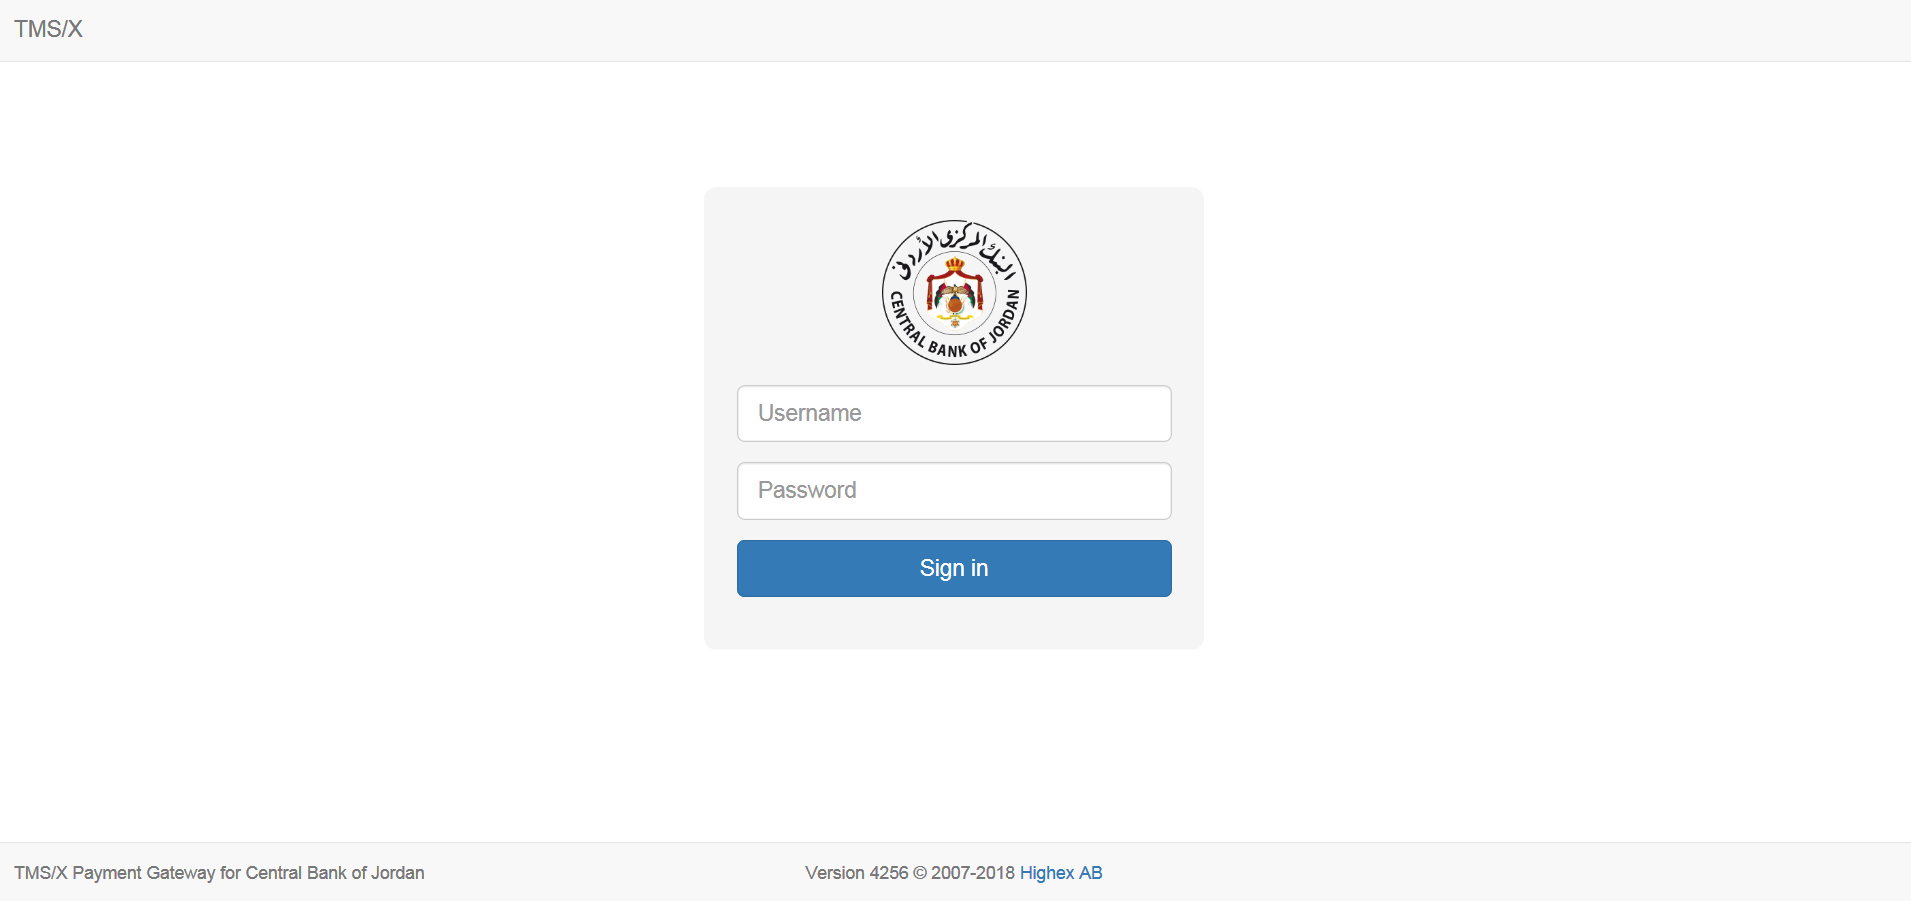 TMS/X
البنك المركزي الأردني
CENTRAL BANK OF JORDAN
Username
Password
Sign in
TMS/X Payment Gateway for Central Bank of Jordan
Version 4256 © 2007-2018 Highex AB